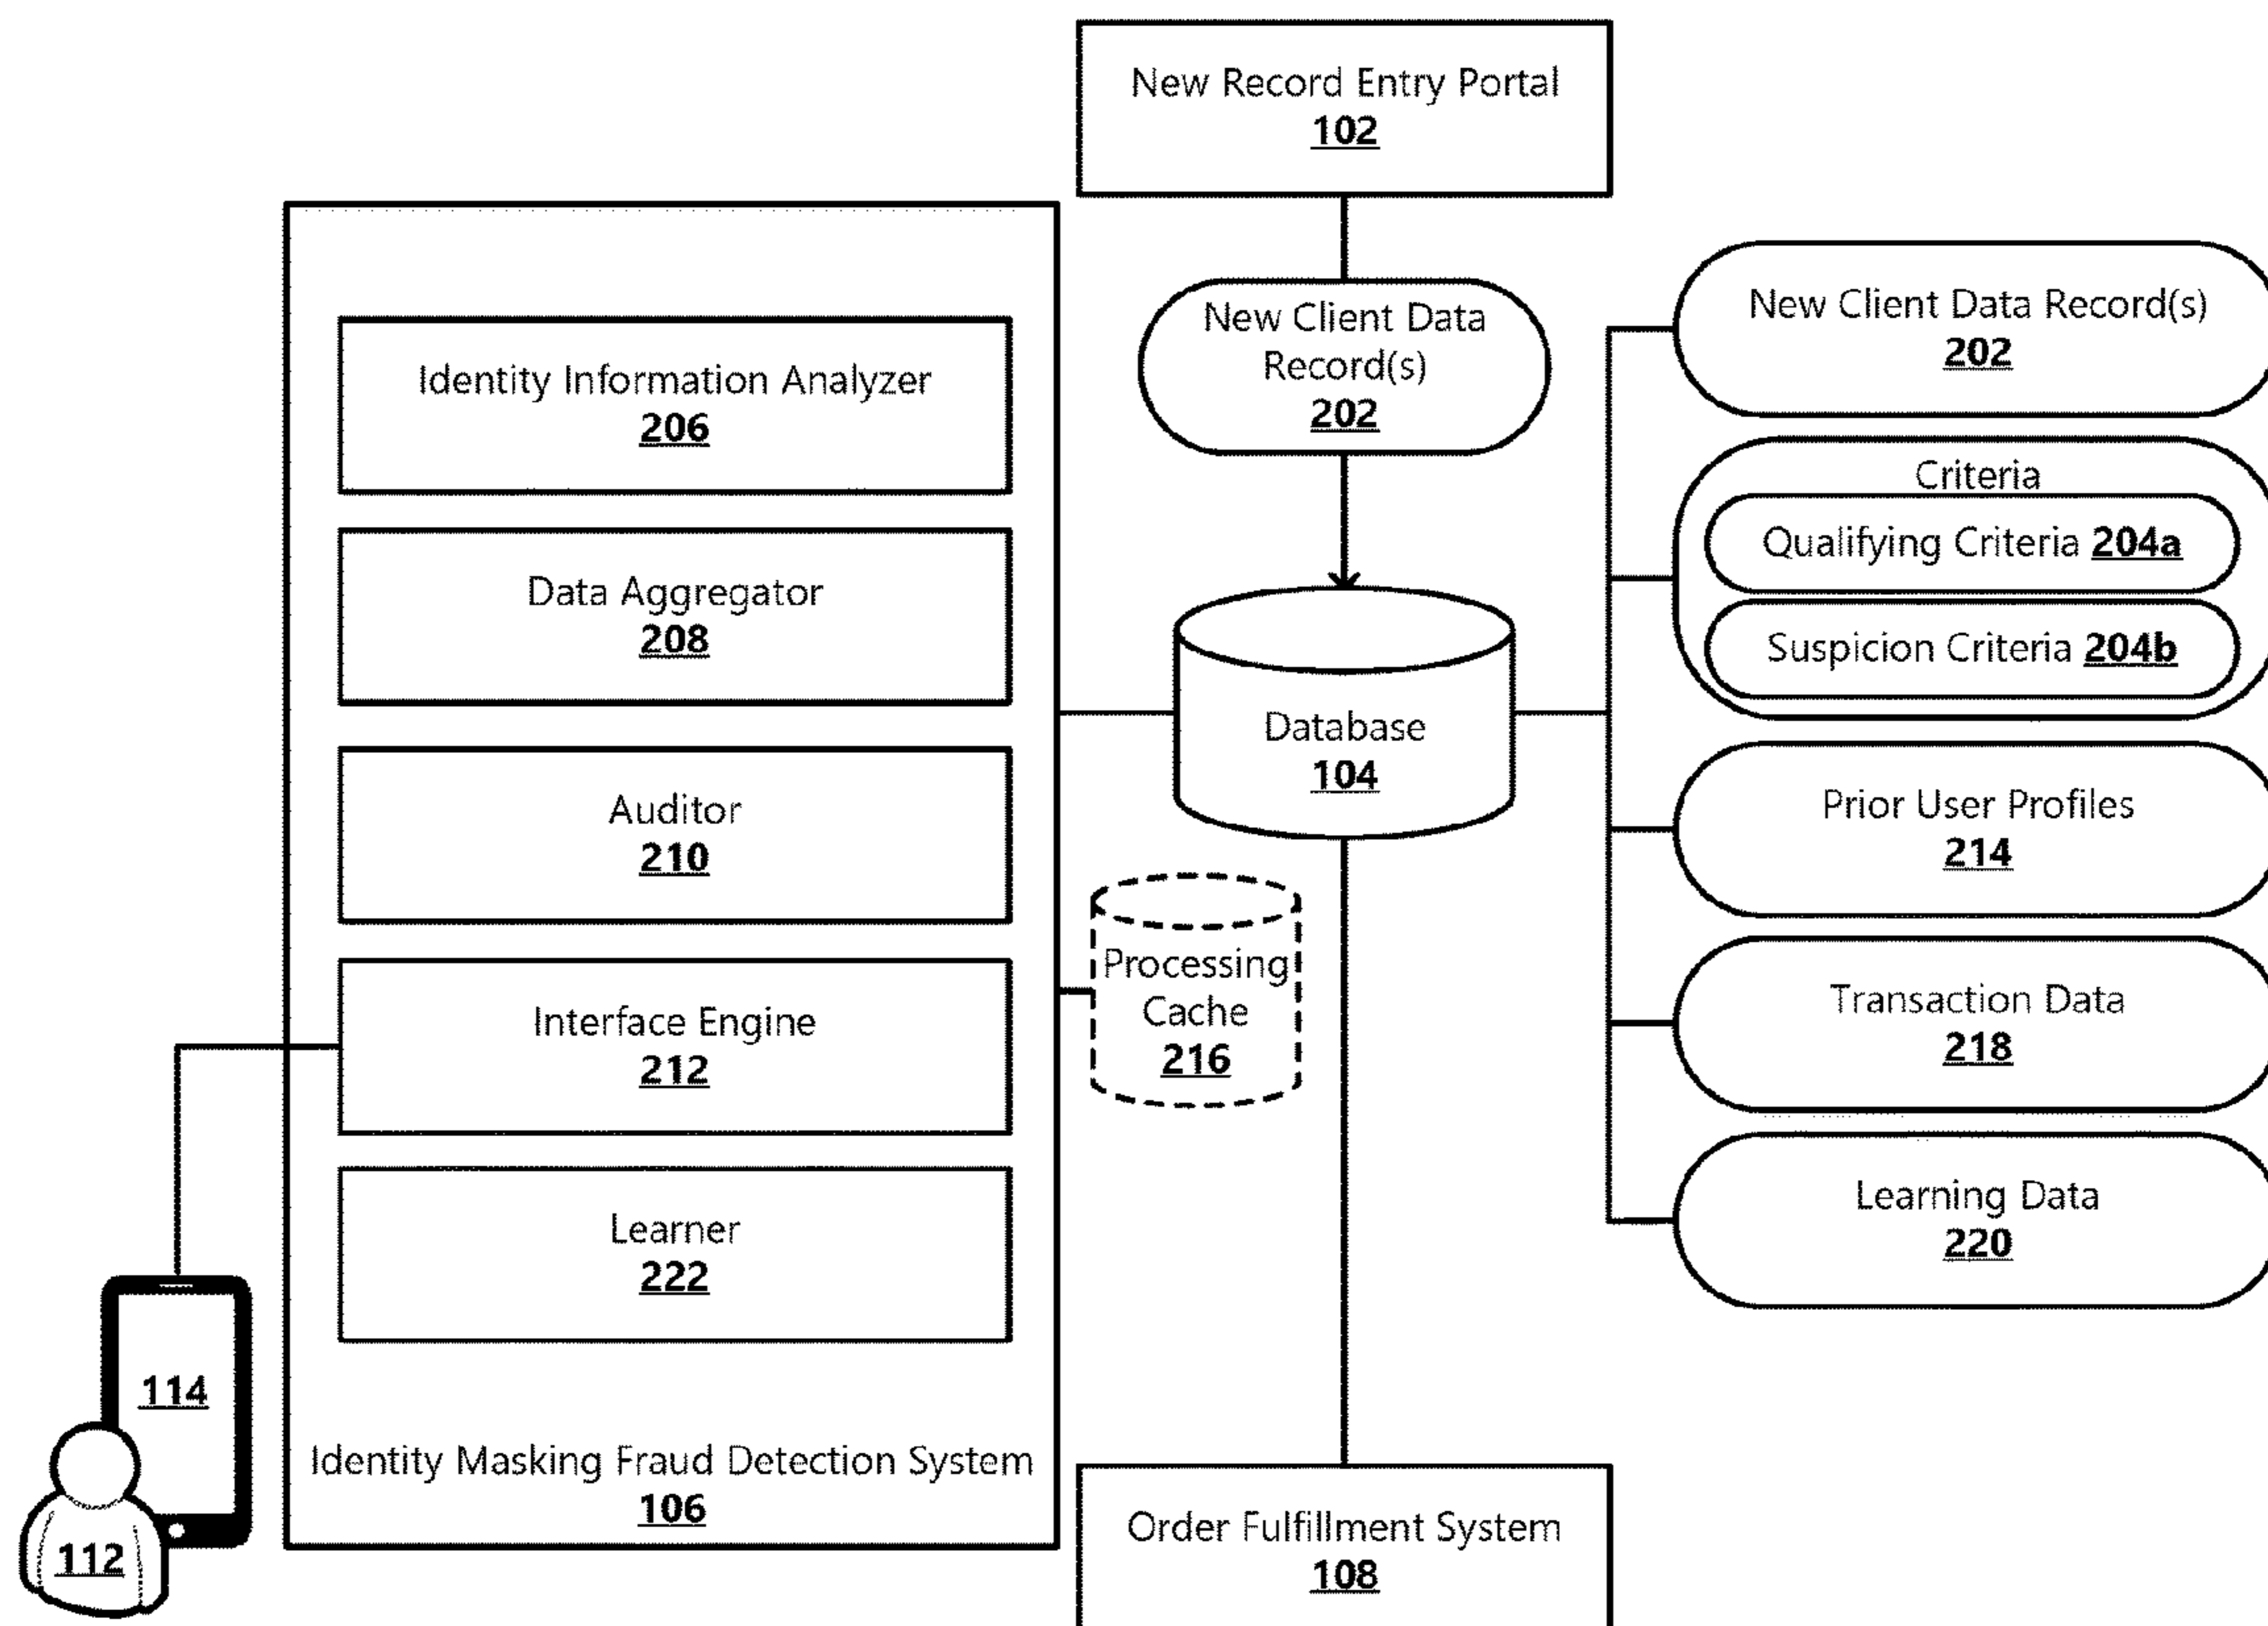 New Record Entry Portal
102
New Client Data
Record(s)
202
Identity Information Analyzer
206
Data Aggregator
208
Auditor
210
Interface Engine
212
Learner
222
Identity Masking Fraud Detection System
106
114
112
Database
104
Processing
Cache
216
Order Fulfillment System
108
New Client Data Record(s)
202
Criteria
Qualifying Criteria 204a
Suspicion Criteria 204b
Prior User Profiles
214
Transaction Data
218
Learning Data
220